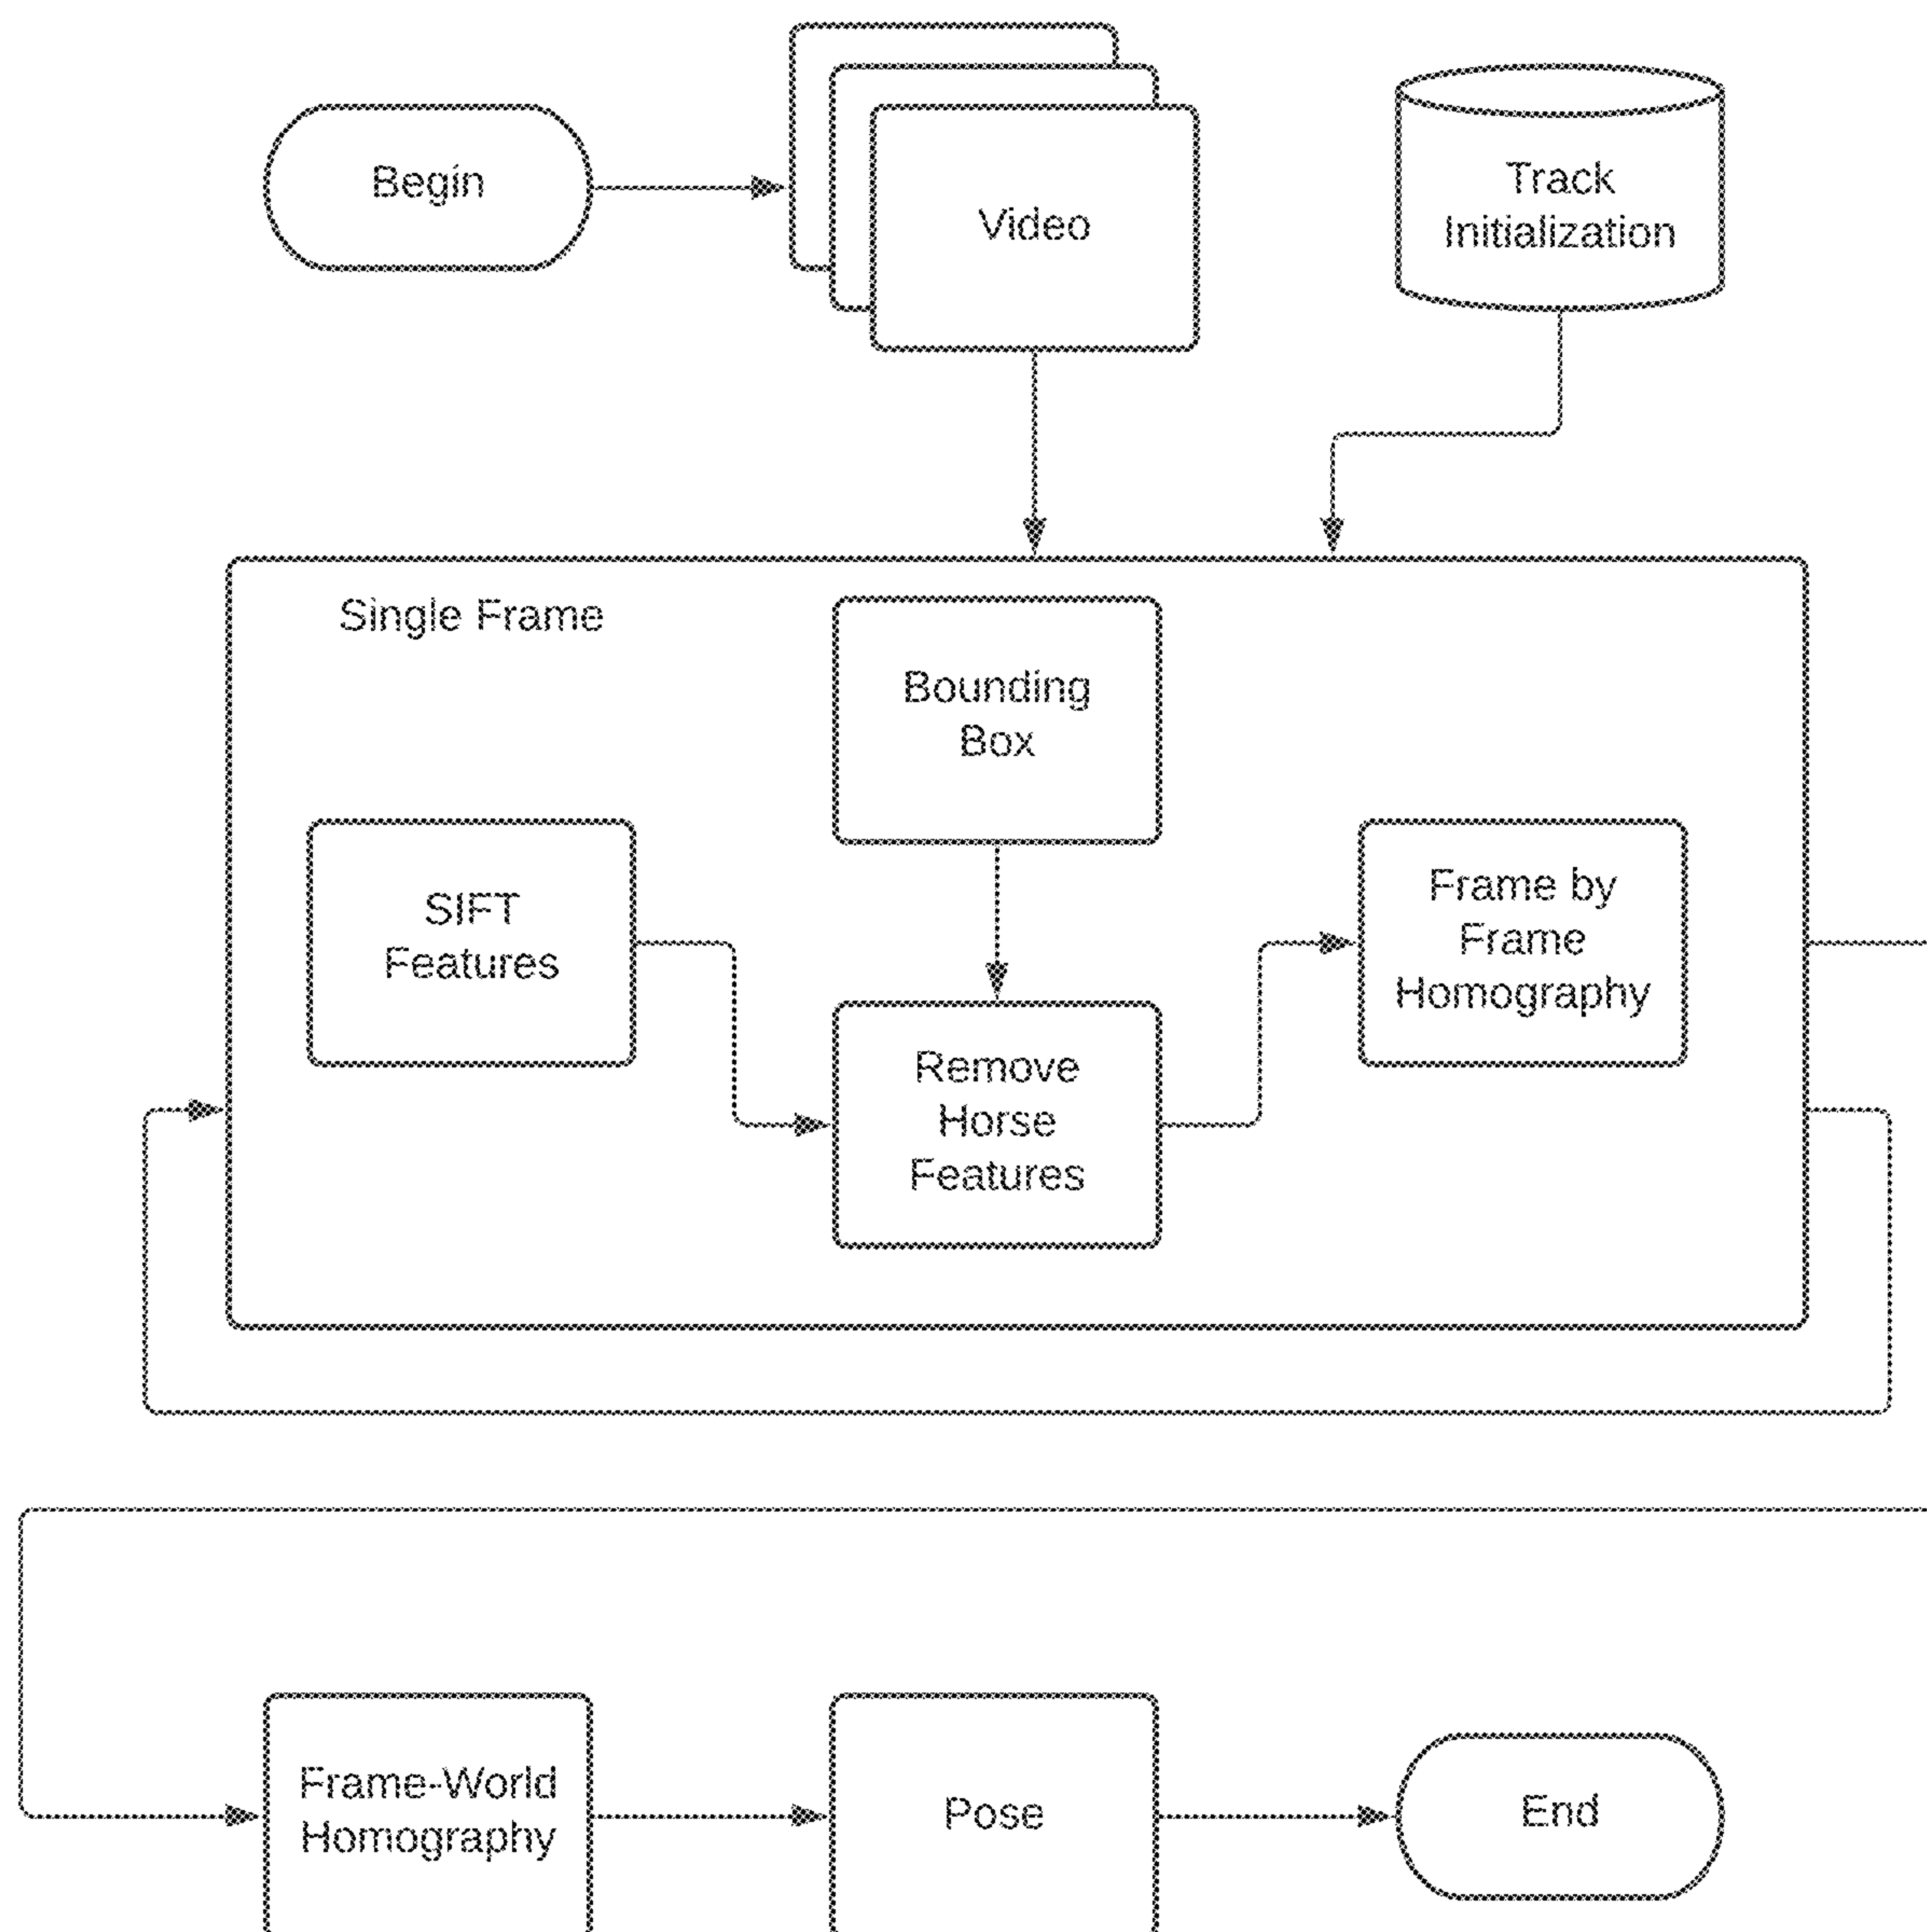 Begin
Video
Track
Initialization
Single Frame
Bounding
Box
SIFT
Features
Frame by
Frame
Homography
Remove
Horse
Features
Frame-World
Homography
Pose
End